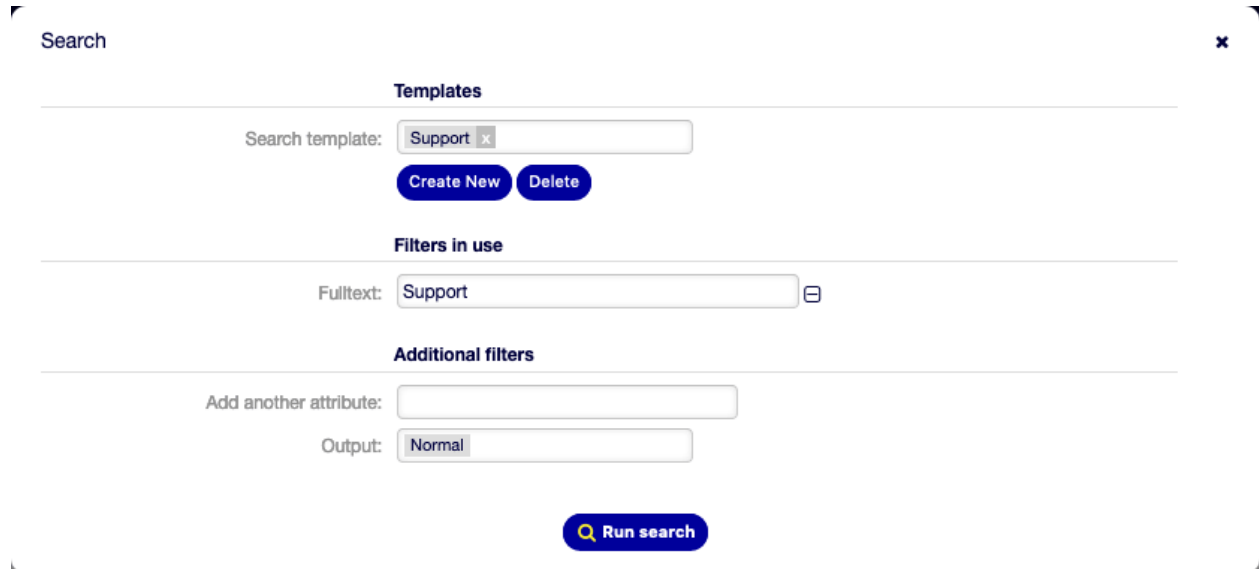 Search
Templates
Search template: Support x
Create New Delete
Filters in use
Fulltext: Support
Additional filters
Add another attribute:
Output: Normal
Run search